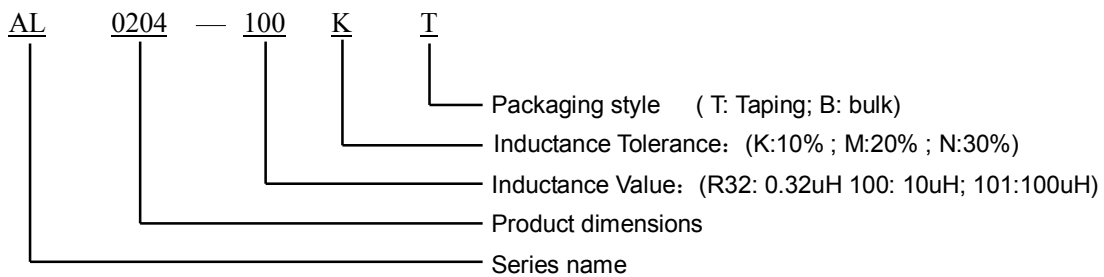 AL 0204 — 100 K T
Packaging style ( T: Taping; B: bulk)
Inductance Tolerance：(K:10% ; M:20% ; N:30%)
Inductance Value：(R32: 0.32uH 100: 10uH; 101:100uH)
Product dimensions
Series name